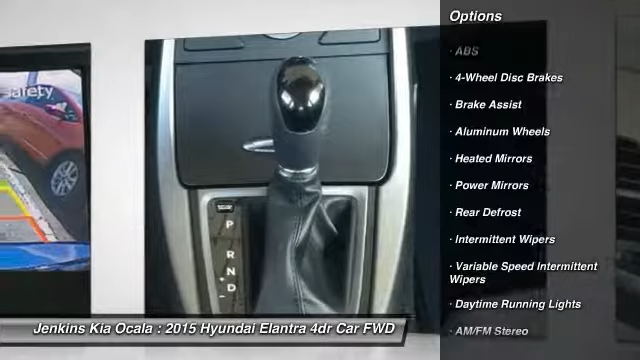 Options
· ABS
· 4-Wheel Disc Brakes
· Brake Assist
· Aluminum Wheels
· Heated Mirrors
· Power Mirrors
· Rear Defrost
· Intermittent Wipers
· Variable Speed Intermittent
Wipers
· Daytime Running Lights
· AM/FM Stereo
safety
P
R
N
+
D
-
Jenkins Kia Ocala : 2015 Hyundai Elantra 4dr Car FWD